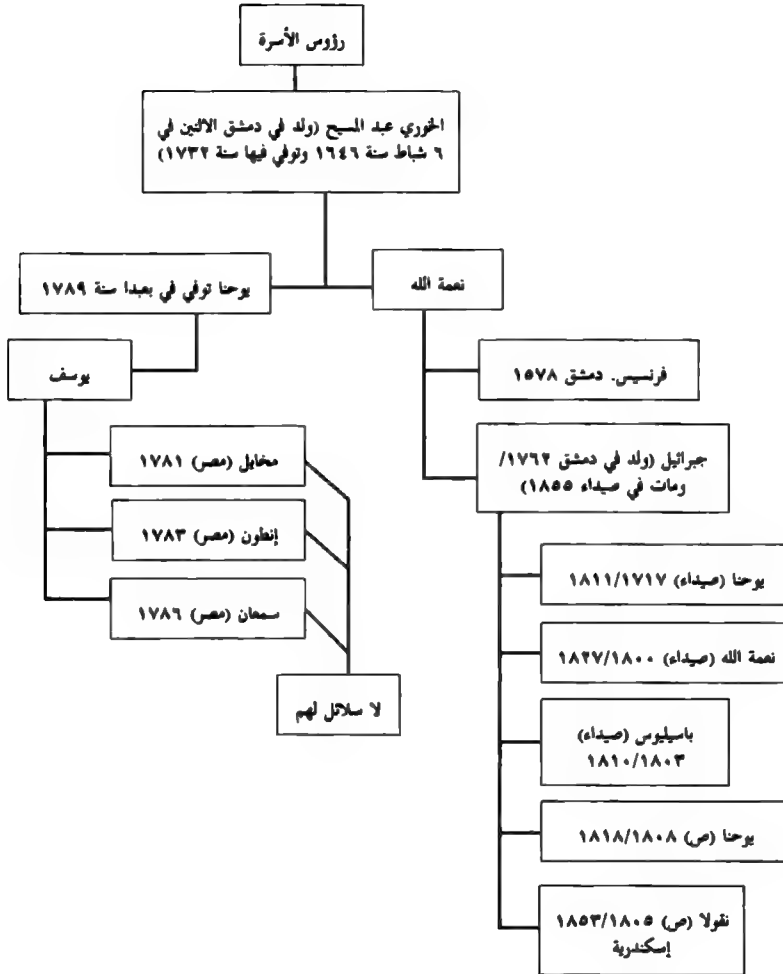 رؤوس الأسرة
الخوري عبد المسيح (ولد في دمشق الاثنين في
٦ شباط سنة ١٦٤٦ وتوفي فيها سنة ١٧٣٢)
نعمة الله
يوحنا توفي في بعبدا سنة ١٧٨٩
فرنسيس. دمشق ١٥٧٨
يوسف
جبرائيل (ولد في دمشق ١٧٦٢/
ومات في صيداء ١٨٥٥)
مخايل (مصر) ١٧٨١
إنطون (مصر) ١٧٨٣
سمعان (مصر) ١٧٨٦
لا سلائل لهم
يوحنا (صيداء) ١٨١١/١٧١٧
نعمة الله (صيداء) ١٨٢٧/١٨٠٠
باسيليوس (صيداء)
١٨١٠/١٨٠٣
يوحنا (ص) ١٨١٨/١٨٠٨
نقولا (ص) ١٨٥٣/١٨٠٥
إسكندرية